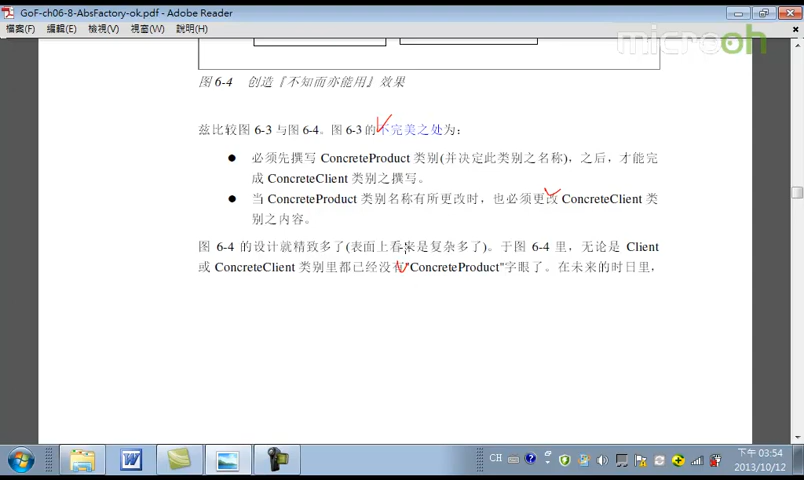 GoF-ch06-8-AbsFactory-ok.pdf - Adobe Reader
檔案(F) 編輯(E) 檢視(V) 視窗(W) 說明(H)
microoh
图 6-4 创造『不知而亦能用』效果
兹比较图 6-3 与图 6-4。图 6-3 的不完美之处为:
● 必须先撰写 ConcreteProduct 类别(并决定此类别之名称)，之后，才能完
成 ConcreteClient 类别之撰写。
● 当 ConcreteProduct 类别名称有所更改时，也必须更改 ConcreteClient 类
别之内容。
图 6-4 的设计就精致多了(表面上看来是复杂多了)。于图 6-4 里，无论是 Client
或 ConcreteClient 类别里都已经没有"ConcreteProduct"字眼了。在未来的时日里，
CH
下午 03:54
2013/10/12